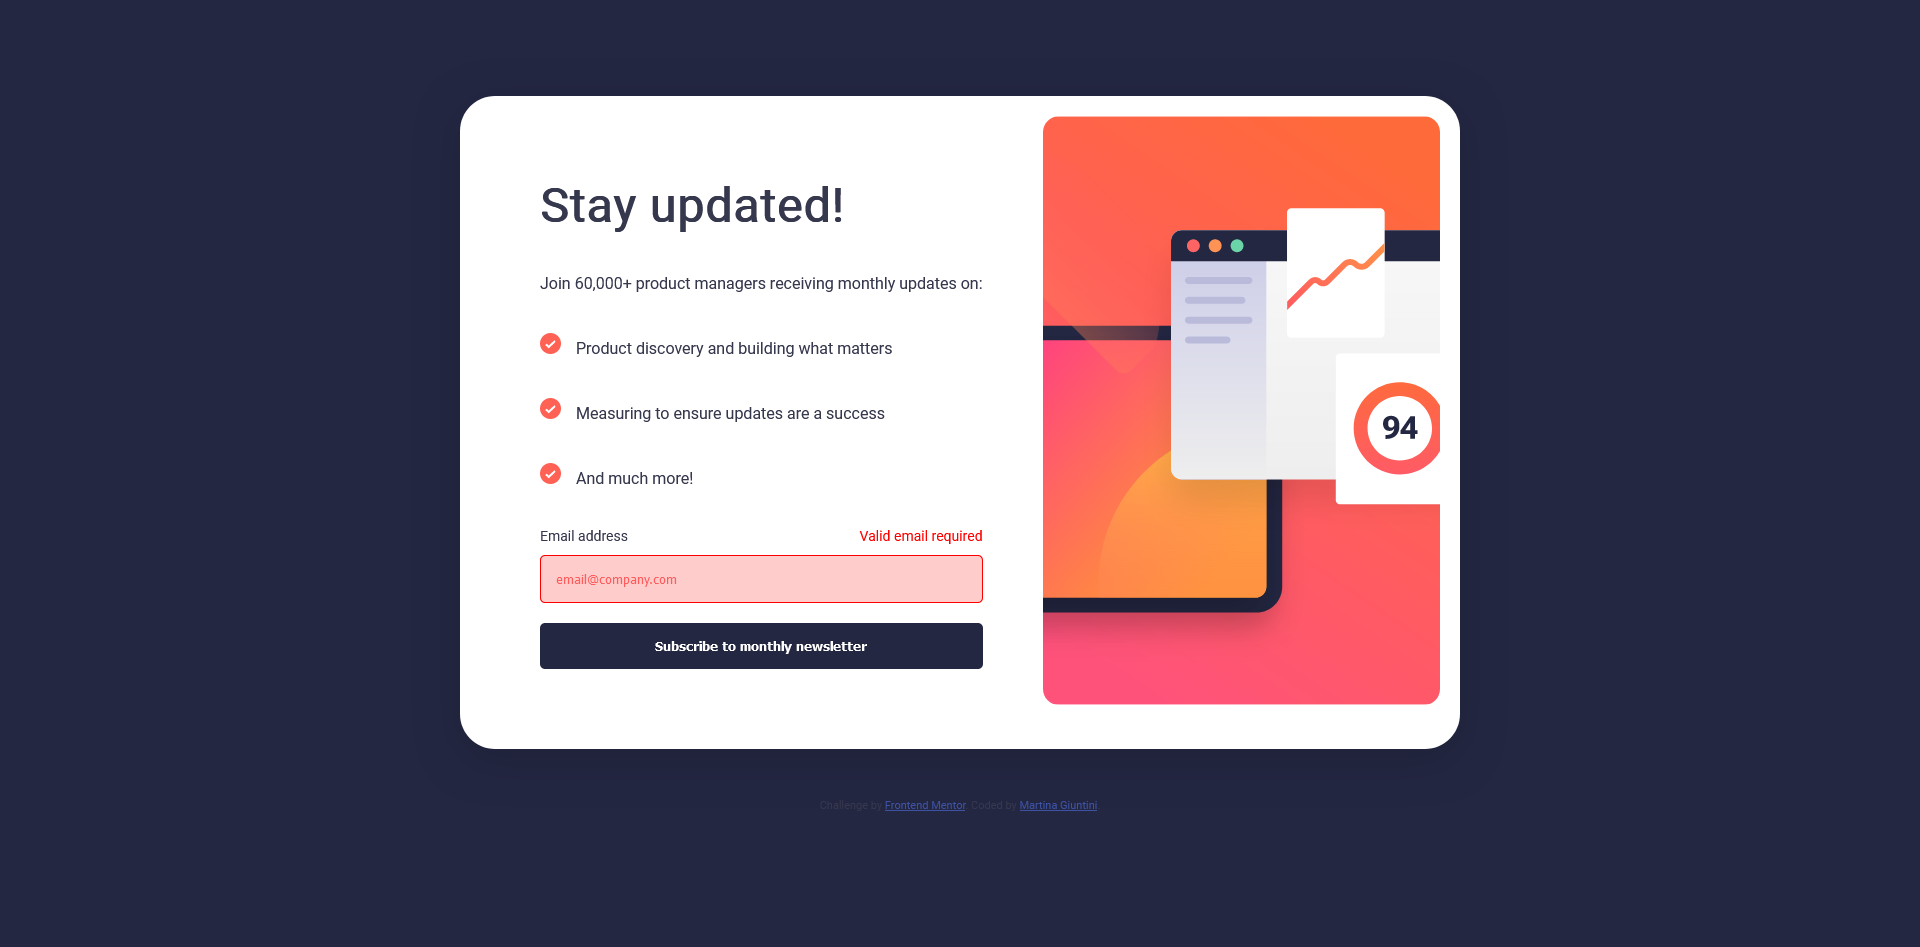 Stay updated!
Join 60,000+ product managers receiving monthly updates on:
Product discovery and building what matters
Measuring to ensure updates are a success
And much more!
Email address
Valid email required
email@company.com
Subscribe to monthly newsletter
94
Challenge by Frontend Mentor. Coded by Martina Giuntini